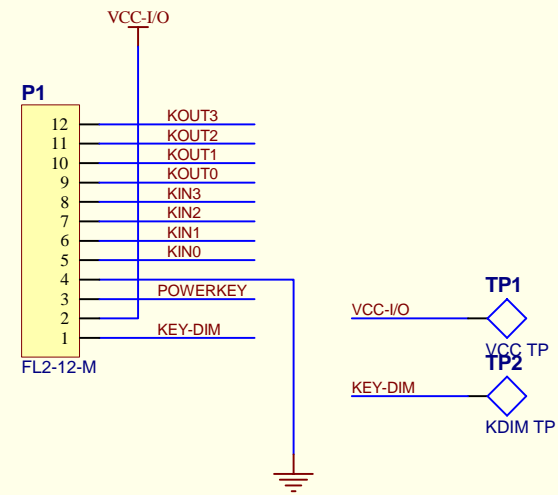 VCC-I/O
P1
12 KOUT3
11 KOUT2
10 KOUT1
9 KOUT0
8 KIN3
7 KIN2
6 KIN1
5 KIN0
4
3 POWERKEY
2
1 KEY-DIM
FL2-12-M
TP1
VCC-I/O
VCC TP
TP2
KEY-DIM
KDIM TP